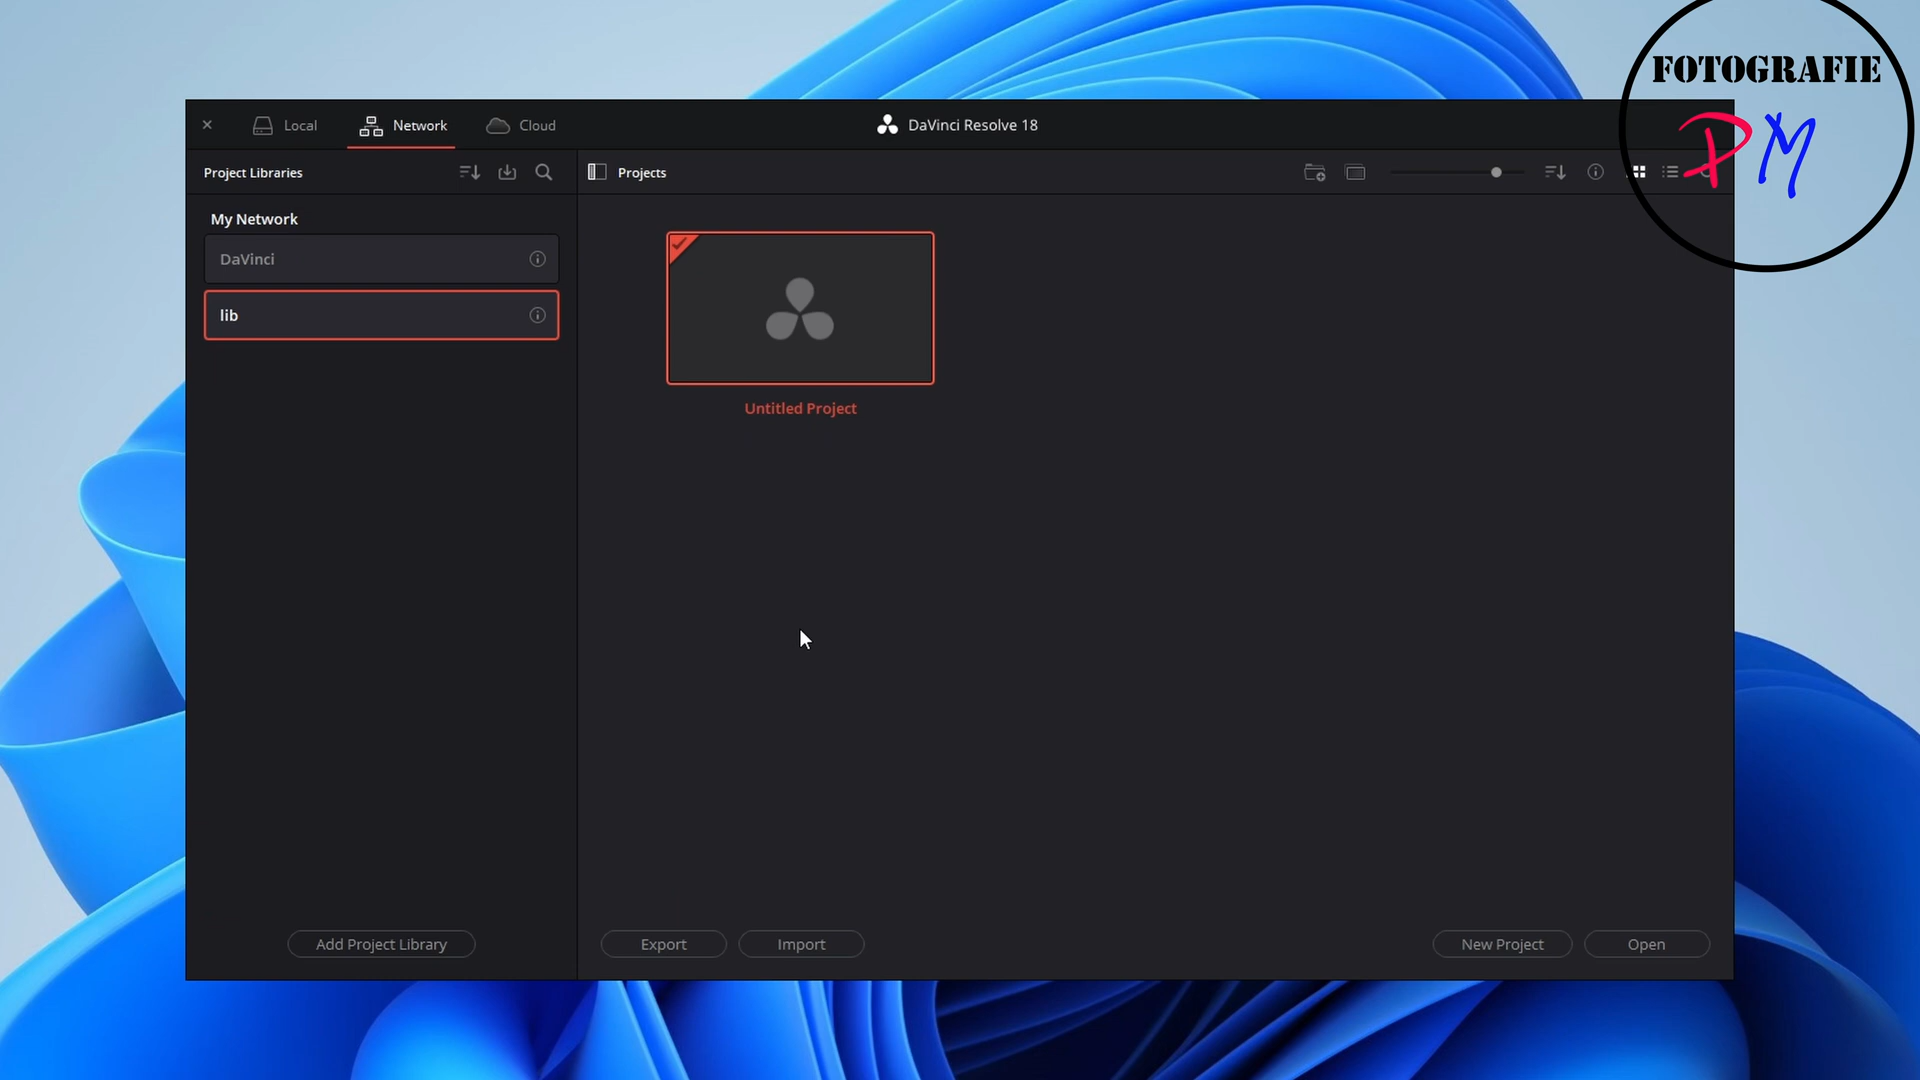 FOTOGRAFIE
PM
Local
Network
Cloud
DaVinci Resolve 18
Project Libraries
Projects
My Network
DaVinci
lib
Untitled Project
Add Project Library
Export
Import
New Project
Open